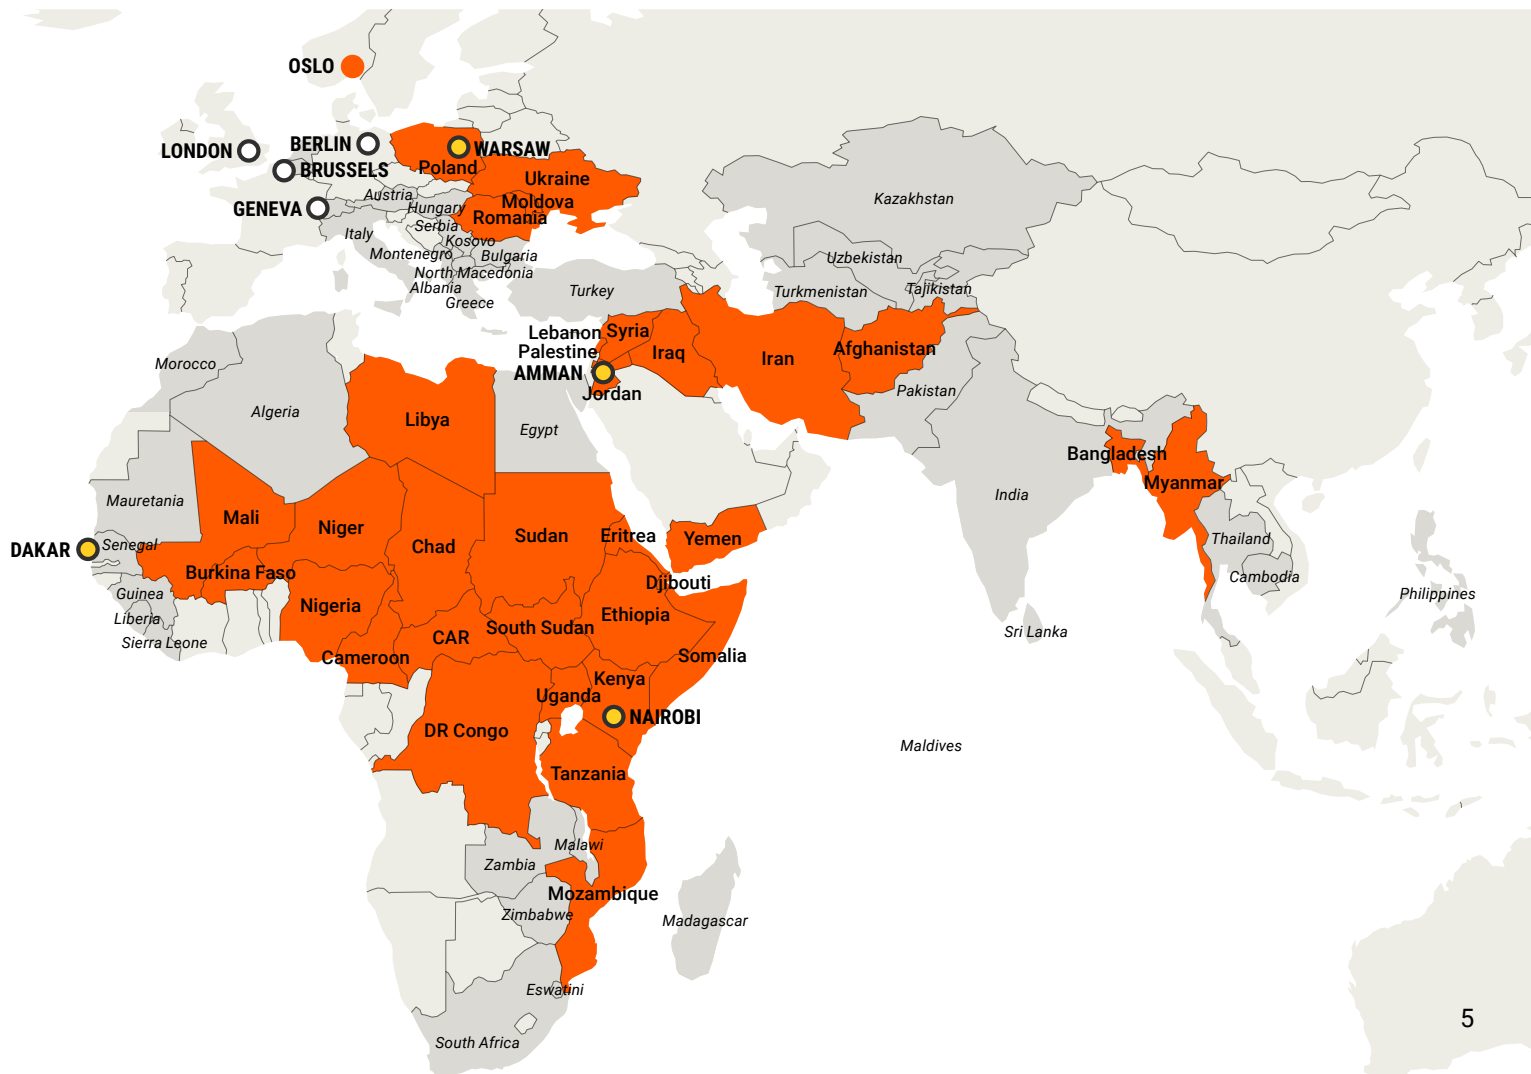 OSLO
LONDON
BERLIN
WARSAW
BRUSSELS
Poland
Ukraine
Austria
Moldova
GENEVA
Hungary
Romania
Serbia
Italy
Kosovo
Montenegro
Bulgaria
North Macedonia
Albania
Greece
Kazakhstan
Uzbekistan
Turkmenistan
Tajikistan
Turkey
Lebanon
Syria
Palestine
Iraq
Iran
Afghanistan
AMMAN
Jordan
Pakistan
Morocco
Algeria
Libya
Egypt
Bangladesh
Myanmar
India
Mauretania
Mali
Niger
Chad
Sudan
Eritrea
Yemen
Thailand
DAKAR
Senegal
Burkina Faso
Djibouti
Cambodia
Guinea
Nigeria
Ethiopia
Philippines
Liberia
CAR
South Sudan
Sri Lanka
Sierra Leone
Cameroon
Somalia
Kenya
Uganda
NAIROBI
DR Congo
Maldives
Tanzania
Malawi
Zambia
Mozambique
Zimbabwe
Madagascar
Eswatini
South Africa
5